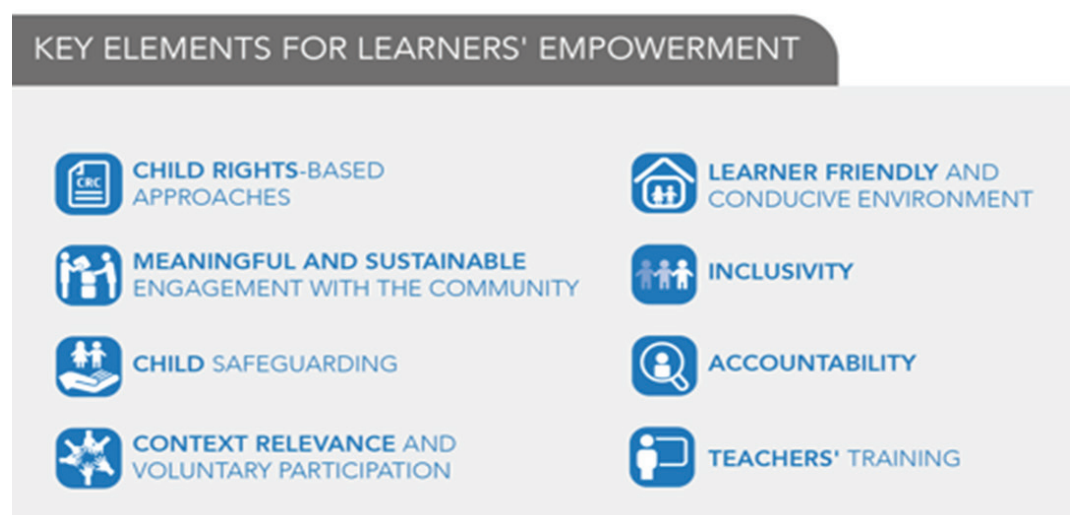 KEY ELEMENTS FOR LEARNERS' EMPOWERMENT
CRC
CHILD RIGHTS-BASED
APPROACHES
MEANINGFUL AND SUSTAINABLE
ENGAGEMENT WITH THE COMMUNITY
CHILD SAFEGUARDING
CONTEXT RELEVANCE AND
VOLUNTARY PARTICIPATION
LEARNER FRIENDLY AND
CONDUCIVE ENVIRONMENT
INCLUSIVITY
ACCOUNTABILITY
TEACHERS' TRAINING